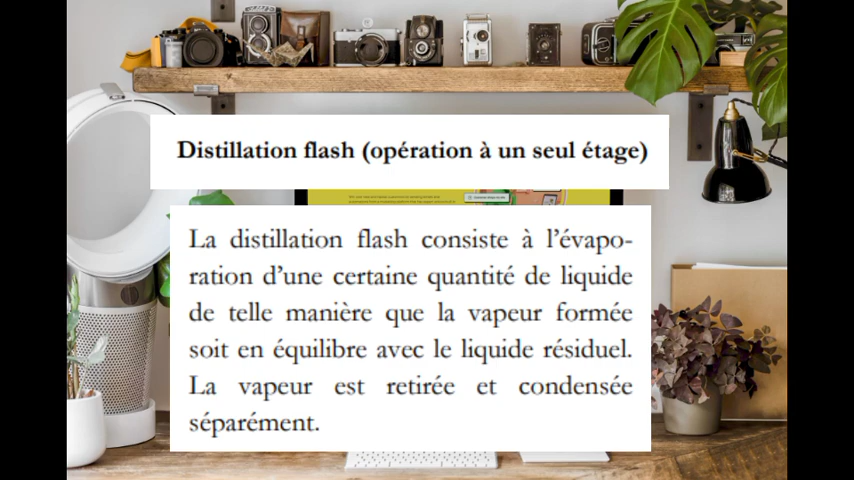 Distillation flash (opération à un seul étage)
La distillation flash consiste à l'évapo-
ration d'une certaine quantité de liquide
de telle manière que la vapeur formée
soit en équilibre avec le liquide résiduel.
La vapeur est retirée et condensée
séparément.